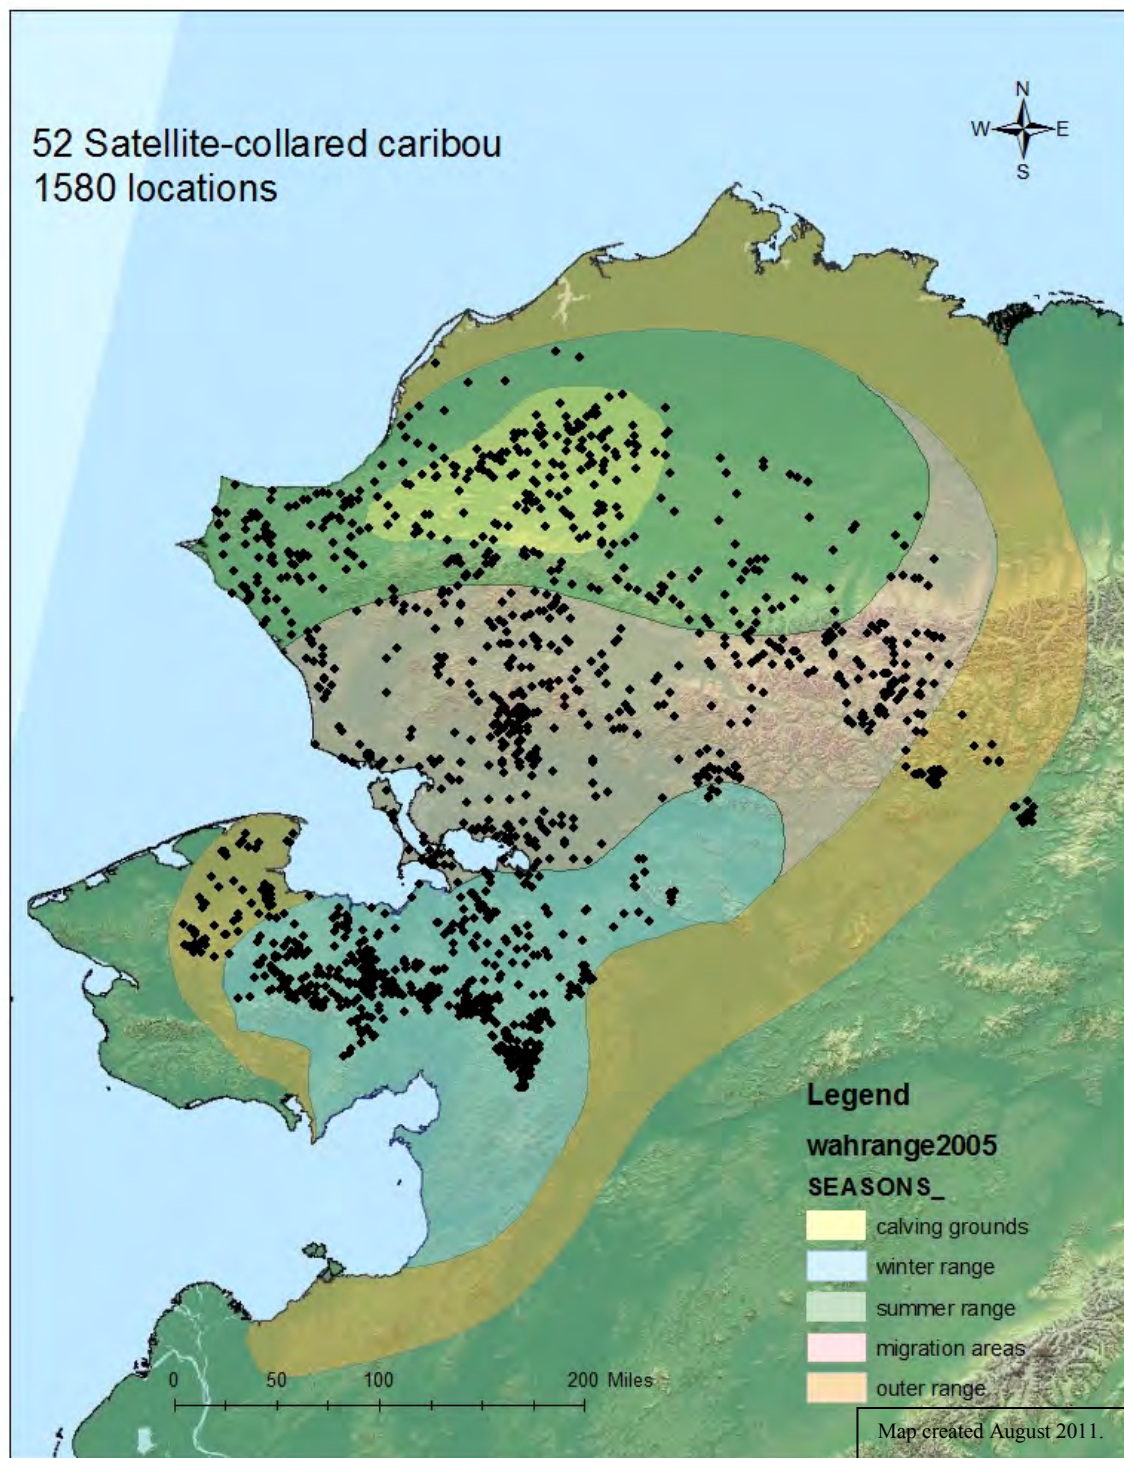 52 Satellite-collared caribou
1580 locations
N
W E
S
Legend
wahrange2005
SEASONS_
calving grounds
winter range
summer range
migration areas
outer range
0 50 100 200 Miles
Map created August 2011.